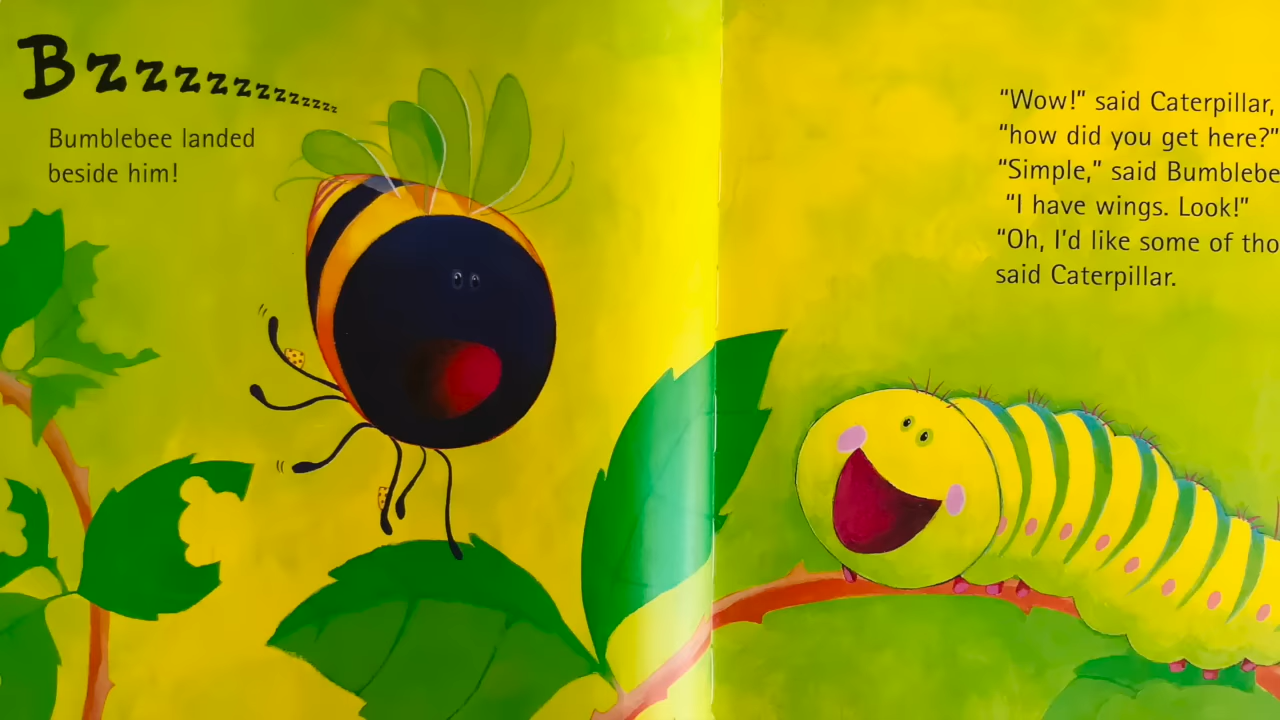 Bzzzzzzzzzzzzz
Bumblebee landed
beside him!
“Wow!” said Caterpillar,
“how did you get here?”
“Simple,” said
“I have wings. Look!”
“Oh, I’d like some of
said Caterpillar.